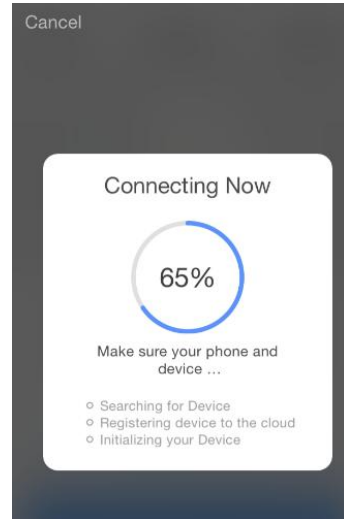 Cancel
Connecting Now
65%
Make sure your phone and
device ...
Searching for Device
Registering device to the cloud
Initializing your Device